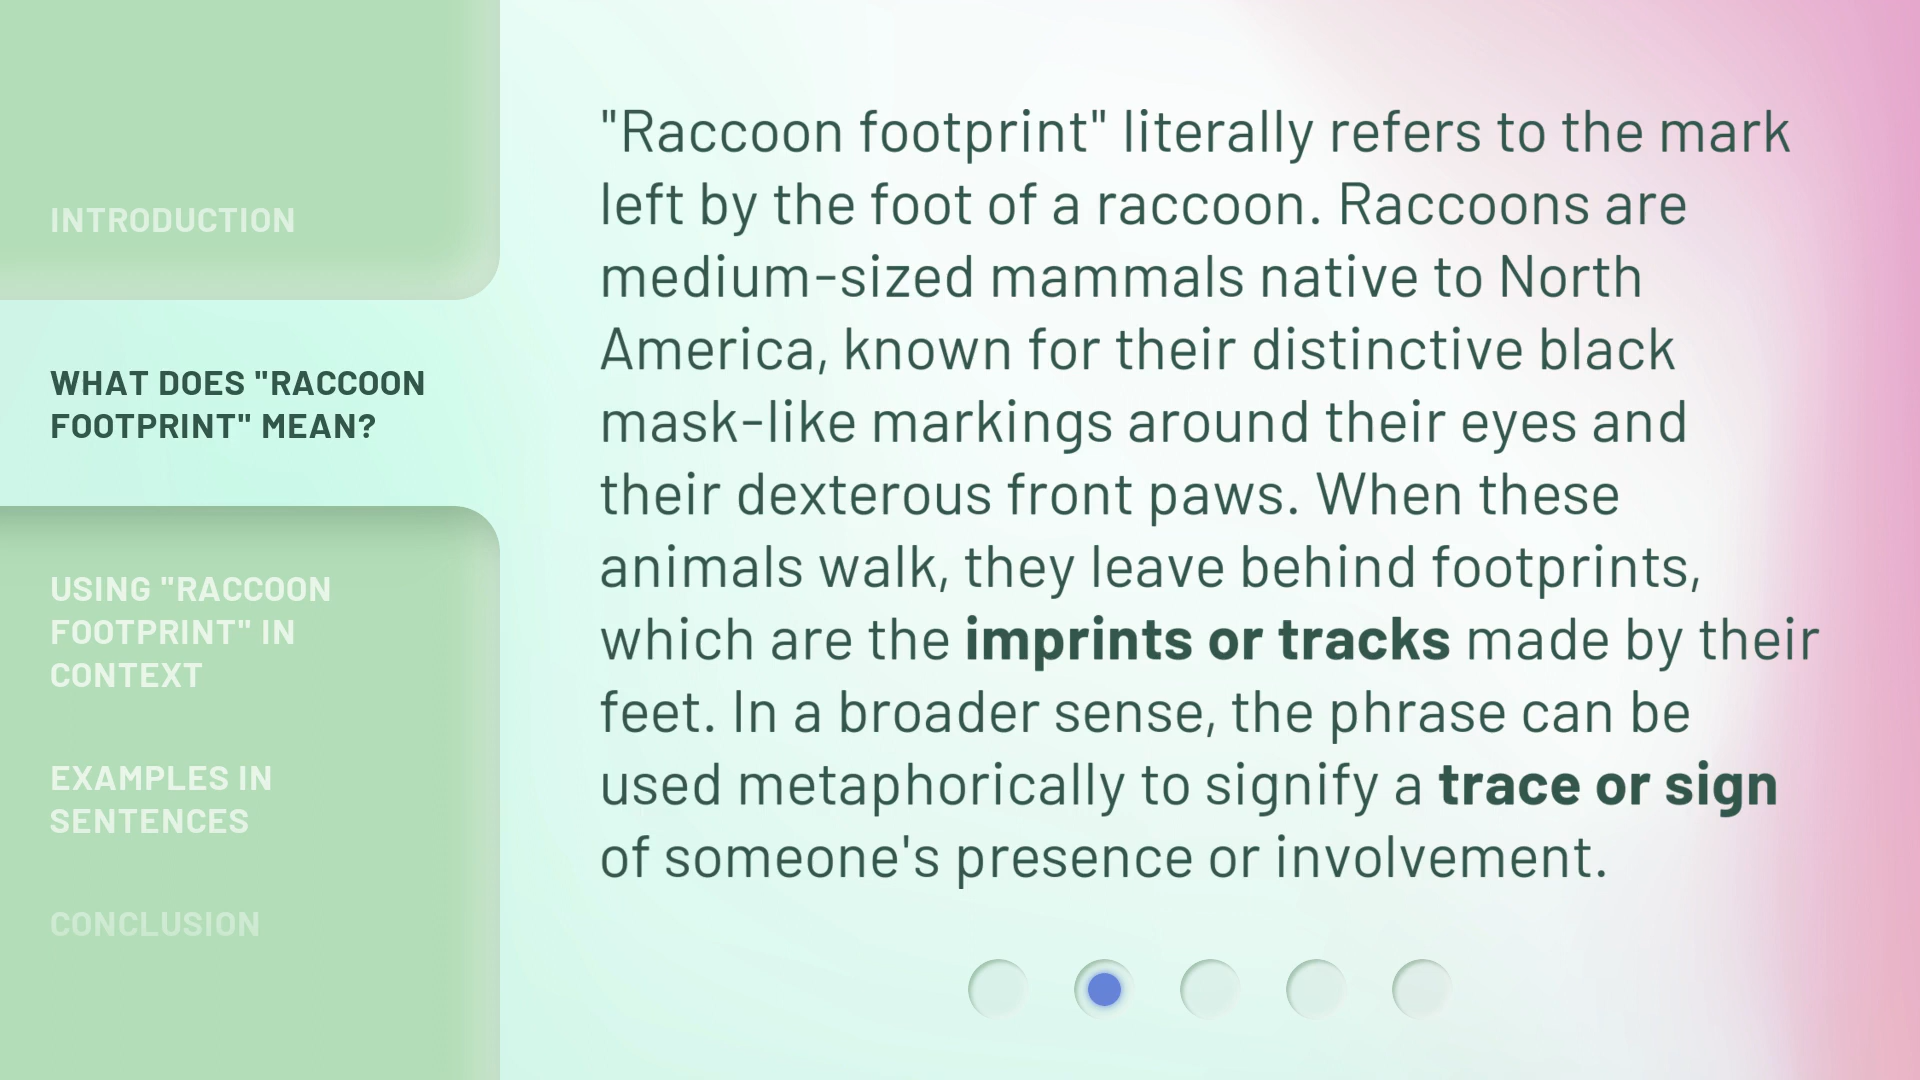 INTRODUCTION
WHAT DOES "RACCOON
FOOTPRINT" MEAN?
USING "RACCOON
FOOTPRINT" IN
CONTEXT
EXAMPLES IN
SENTENCES
CONCLUSION
"Raccoon footprint" literally refers to the mark
left by the foot of a raccoon. Raccoons are
medium-sized mammals native to North
America, known for their distinctive black
mask-like markings around their eyes and
their dexterous front paws. When these
animals walk, they leave behind footprints,
which are the imprints or tracks made by their
feet. In a broader sense, the phrase can be
used metaphorically to signify a trace or sign
of someone's presence or involvement.